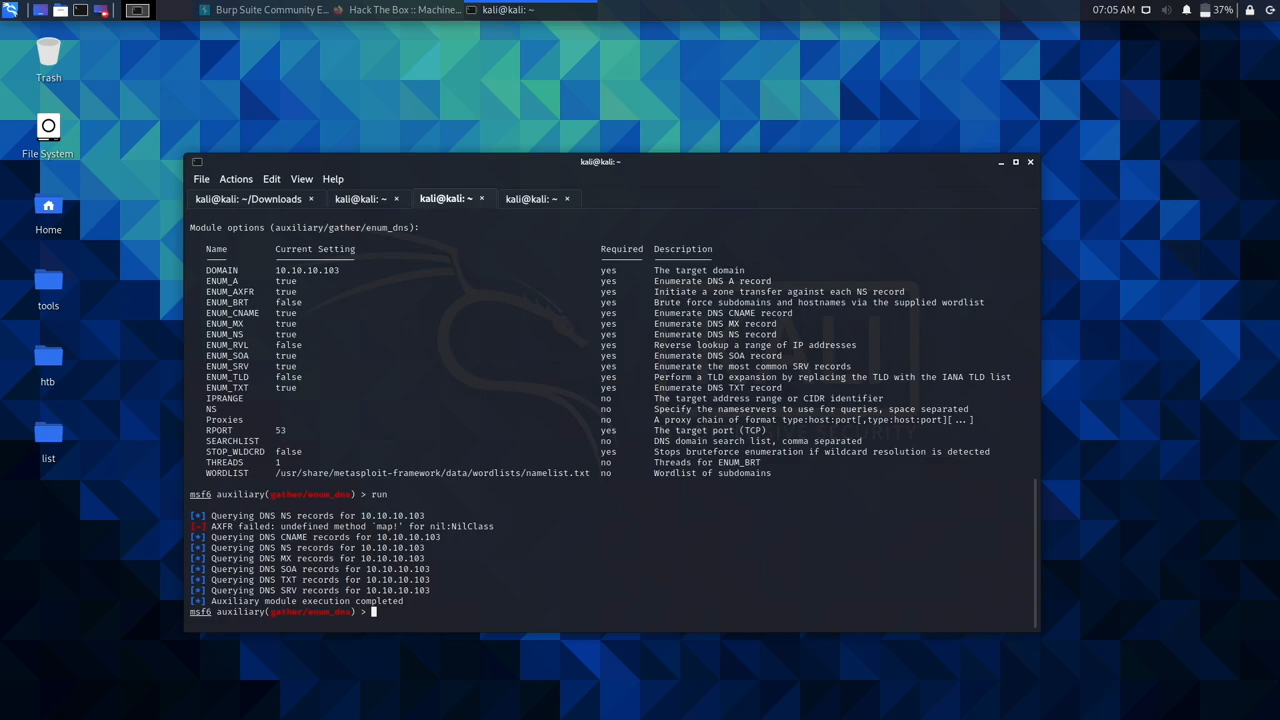 Burp Suite Community E...
Hack The Box :: Machine...
kali@kali: ~
07:05 AM
37%
Trash
File System
Home
tools
htb
list
kali@kali: ~
File Actions Edit View Help
kali@kali: ~/Downloads × kali@kali: ~ × kali@kali: ~ × kali@kali: ~ ×
Module options (auxiliary/gather/enum_dns):
Name Current Setting Required Description
DOMAIN 10.10.10.103 yes The target domain
ENUM_A true yes Enumerate DNS A record
ENUM_AXFR true yes Initiate a zone transfer against each NS record
ENUM_BRT false yes Brute force subdomains and hostnames via the supplied wordlist
ENUM_CNAME true yes Enumerate DNS CNAME record
ENUM_MX true yes Enumerate DNS MX record
ENUM_NS true yes Enumerate DNS NS record
ENUM_RVL false yes Reverse lookup a range of IP addresses
ENUM_SOA true yes Enumerate DNS SOA record
ENUM_SRV true yes Enumerate the most common SRV records
ENUM_TLD false yes Perform a TLD expansion by replacing the TLD with the IANA TLD list
ENUM_TXT true yes Enumerate DNS TXT record
IPRANGE no The target address range or CIDR identifier
NS no Specify the nameservers to use for queries, space separated
Proxies no A proxy chain of format type:host:port[,type:host:port][...]
RPORT 53 yes The target port (TCP)
SEARCHLIST no DNS domain search list, comma separated
STOP_WLDCRD false yes Stops bruteforce enumeration if wildcard resolution is detected
THREADS 1 no Threads for ENUM_BRT
WORDLIST /usr/share/metasploit-framework/data/wordlists/namelist.txt no Wordlist of subdomains
msf6 auxiliary(gather/enum_dns) > run
[*] Querying DNS NS records for 10.10.10.103
[-] AXFR failed: undefined method `map!' for nil:NilClass
[*] Querying DNS CNAME records for 10.10.10.103
[*] Querying DNS NS records for 10.10.10.103
[*] Querying DNS MX records for 10.10.10.103
[*] Querying DNS SOA records for 10.10.10.103
[*] Querying DNS TXT records for 10.10.10.103
[*] Querying DNS SRV records for 10.10.10.103
[*] Auxiliary module execution completed
msf6 auxiliary(gather/enum_dns) >